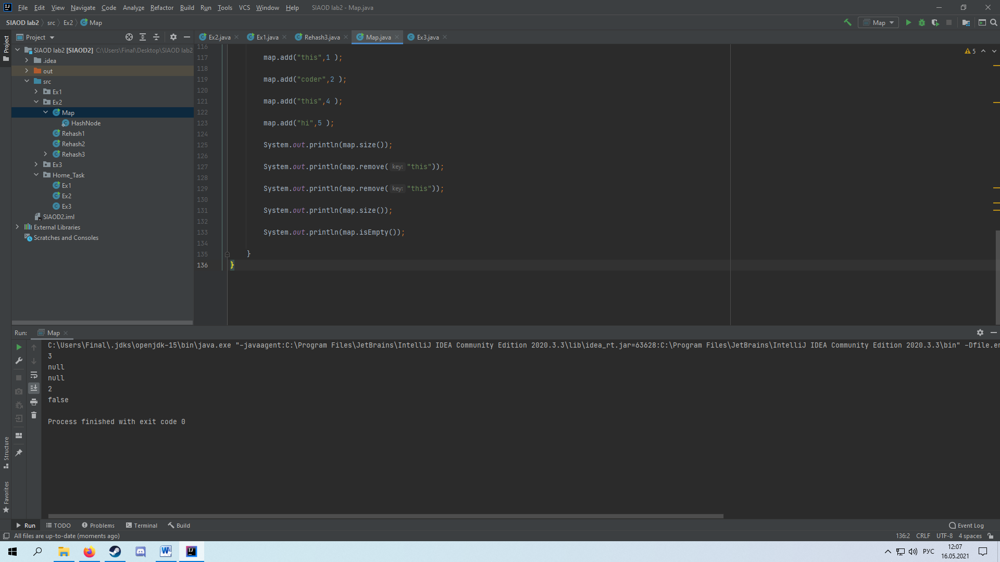 File Edit View Navigate Code Analyze Refactor Build Run Tools VCS Window Help SIAOD lab2 - Map.java
SIAOD lab2 src Ex2 Map
Map
Project
Ex2.java Ex1.java Rehash3.java Map.java Ex3.java
Project
SIAOD lab2 [SIAOD2] C:\Users\Final\Desktop\SIAOD lab2
.idea
out
src
Ex1
Ex2
Map
HashNode
Rehash1
Rehash2
Rehash3
Ex3
Home_Task
Ex1
Ex2
Ex3
SIAOD2.iml
External Libraries
Scratches and Consoles
5
116
117 map.add("this",1 );
118
119 map.add("coder",2 );
120
121 map.add("this",4 );
122
123 map.add("hi",5 );
124
125 System.out.println(map.size());
126
127 System.out.println(map.remove( key: "this"));
128
129 System.out.println(map.remove( key: "this"));
130
131 System.out.println(map.size());
132
133 System.out.println(map.isEmpty());
134
135 }
136 }
Run: Map
C:\Users\Final\.jdks\openjdk-15\bin\java.exe "-javaagent:C:\Program Files\JetBrains\IntelliJ IDEA Community Edition 2020.3.3\lib\idea_rt.jar=63628:C:\Program Files\JetBrains\IntelliJ IDEA Community Edition 2020.3.3\bin" -Dfile.en
3
null
null
2
false
Process finished with exit code 0
Structure
Favorites
Run TODO Problems Terminal Build Event Log
All files are up-to-date (moments ago) 136:2 CRLF UTF-8 4 spaces
РУС
12:07
16.05.2021